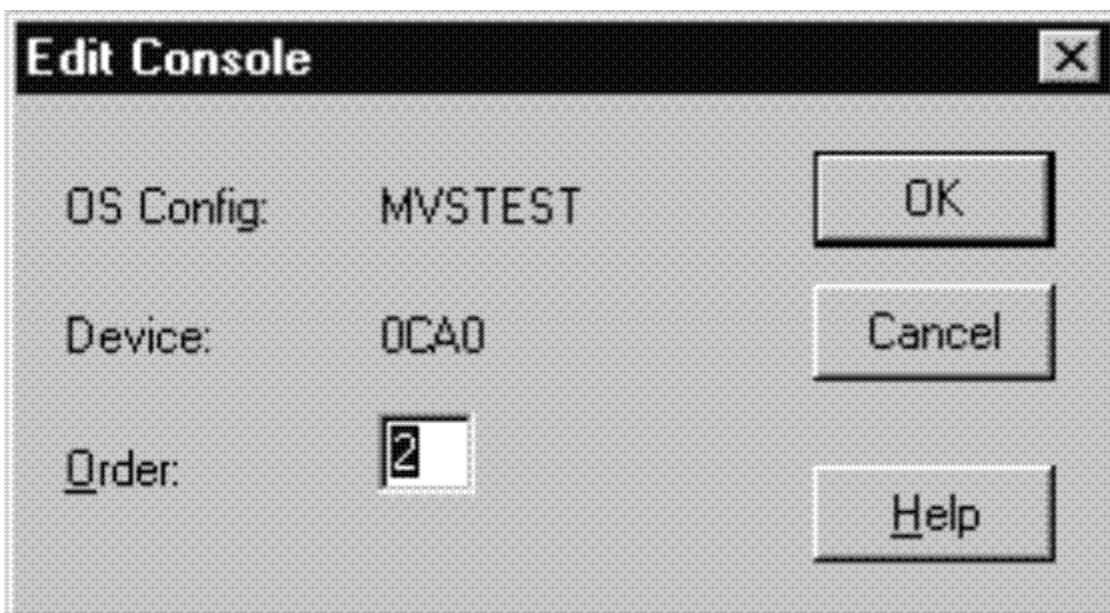 Edit Console
OS Config: MVSTEST OK
Device: 0CA0 Cancel
Order: 2
Help